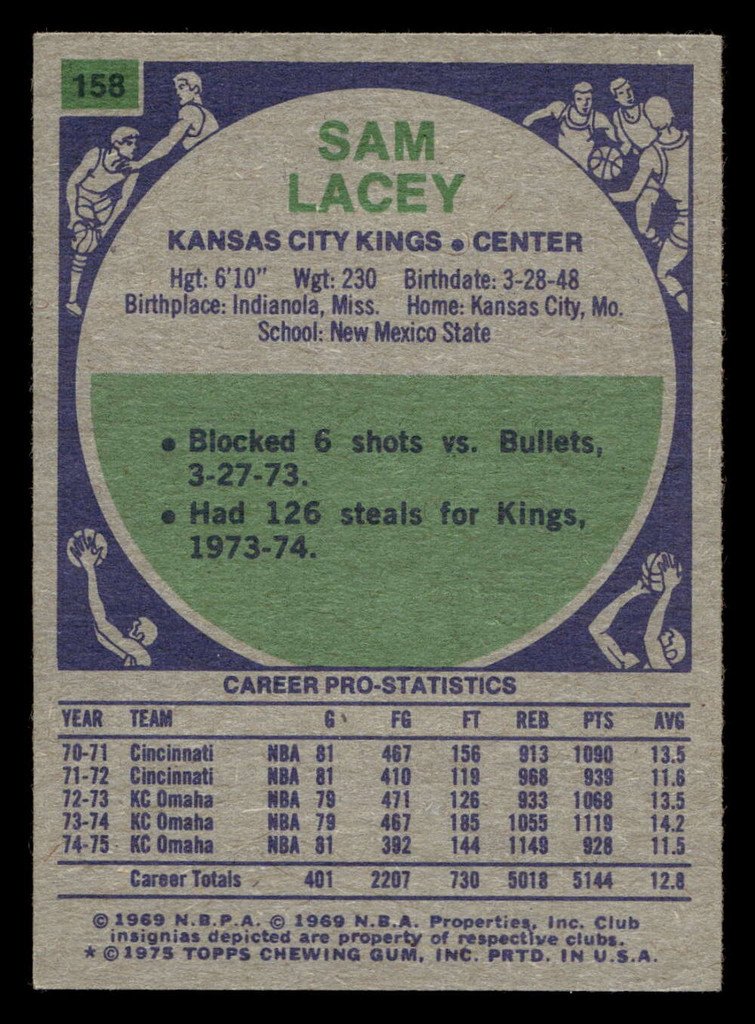 158
SAM
LACEY
KANSAS CITY KINGS • CENTER
Hgt: 6'10" Wgt: 230 Birthdate: 3-28-48
Birthplace: Indianola, Miss. Home: Kansas City, Mo.
School: New Mexico State
• Blocked 6 shots vs. Bullets,
3-27-73.
• Had 126 steals for Kings,
1973-74.
CAREER PRO-STATISTICS
YEAR TEAM G FG FT REB PTS AVG
70-71 Cincinnati NBA 81 467 156 913 1090 13.5
71-72 Cincinnati NBA 81 410 119 968 939 11.6
72-73 KC Omaha NBA 79 471 126 933 1068 13.5
73-74 KC Omaha NBA 79 467 185 1055 1119 14.2
74-75 KC Omaha NBA 81 392 144 1149 928 11.5
Career Totals 401 2207 730 5018 5144 12.8
© 1969 N.B.P.A. © 1969 N.B.A. Properties, Inc. Club
insignias depicted are property of respective clubs.
* © 1975 TOPPS CHEWING GUM, INC. PRTD. IN U.S.A.